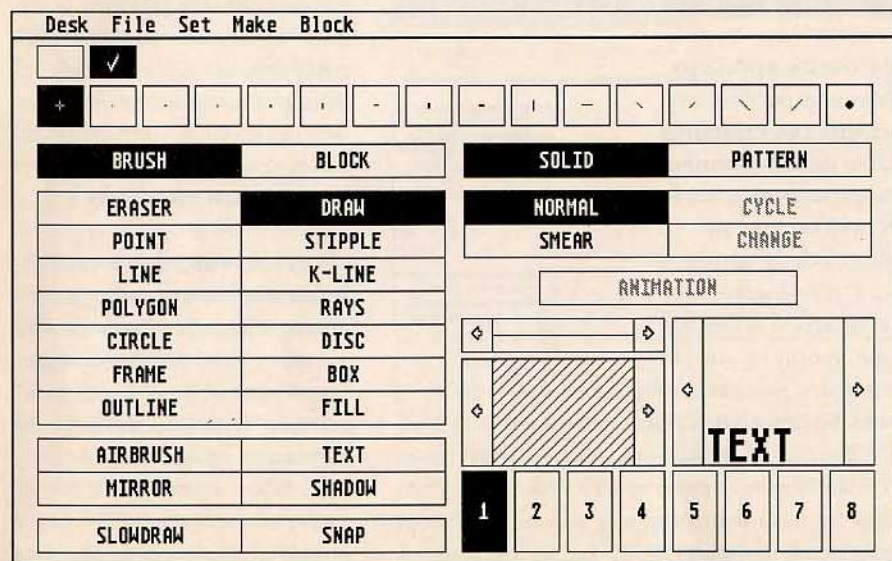 Desk File Set Make Block
BRUSH BLOCK SOLID PATTERN
ERASER DRAW NORMAL CYCLE
POINT STIPPLE SMEAR CHANGE
LINE K-LINE
ANIMATION
POLYGON RAYS
CIRCLE DISC
FRAME BOX
OUTLINE FILL
TEXT
AIRBRUSH TEXT
MIRROR SHADOW
1 2 3 4 5 6 7 8
SLOWDRAW SNAP